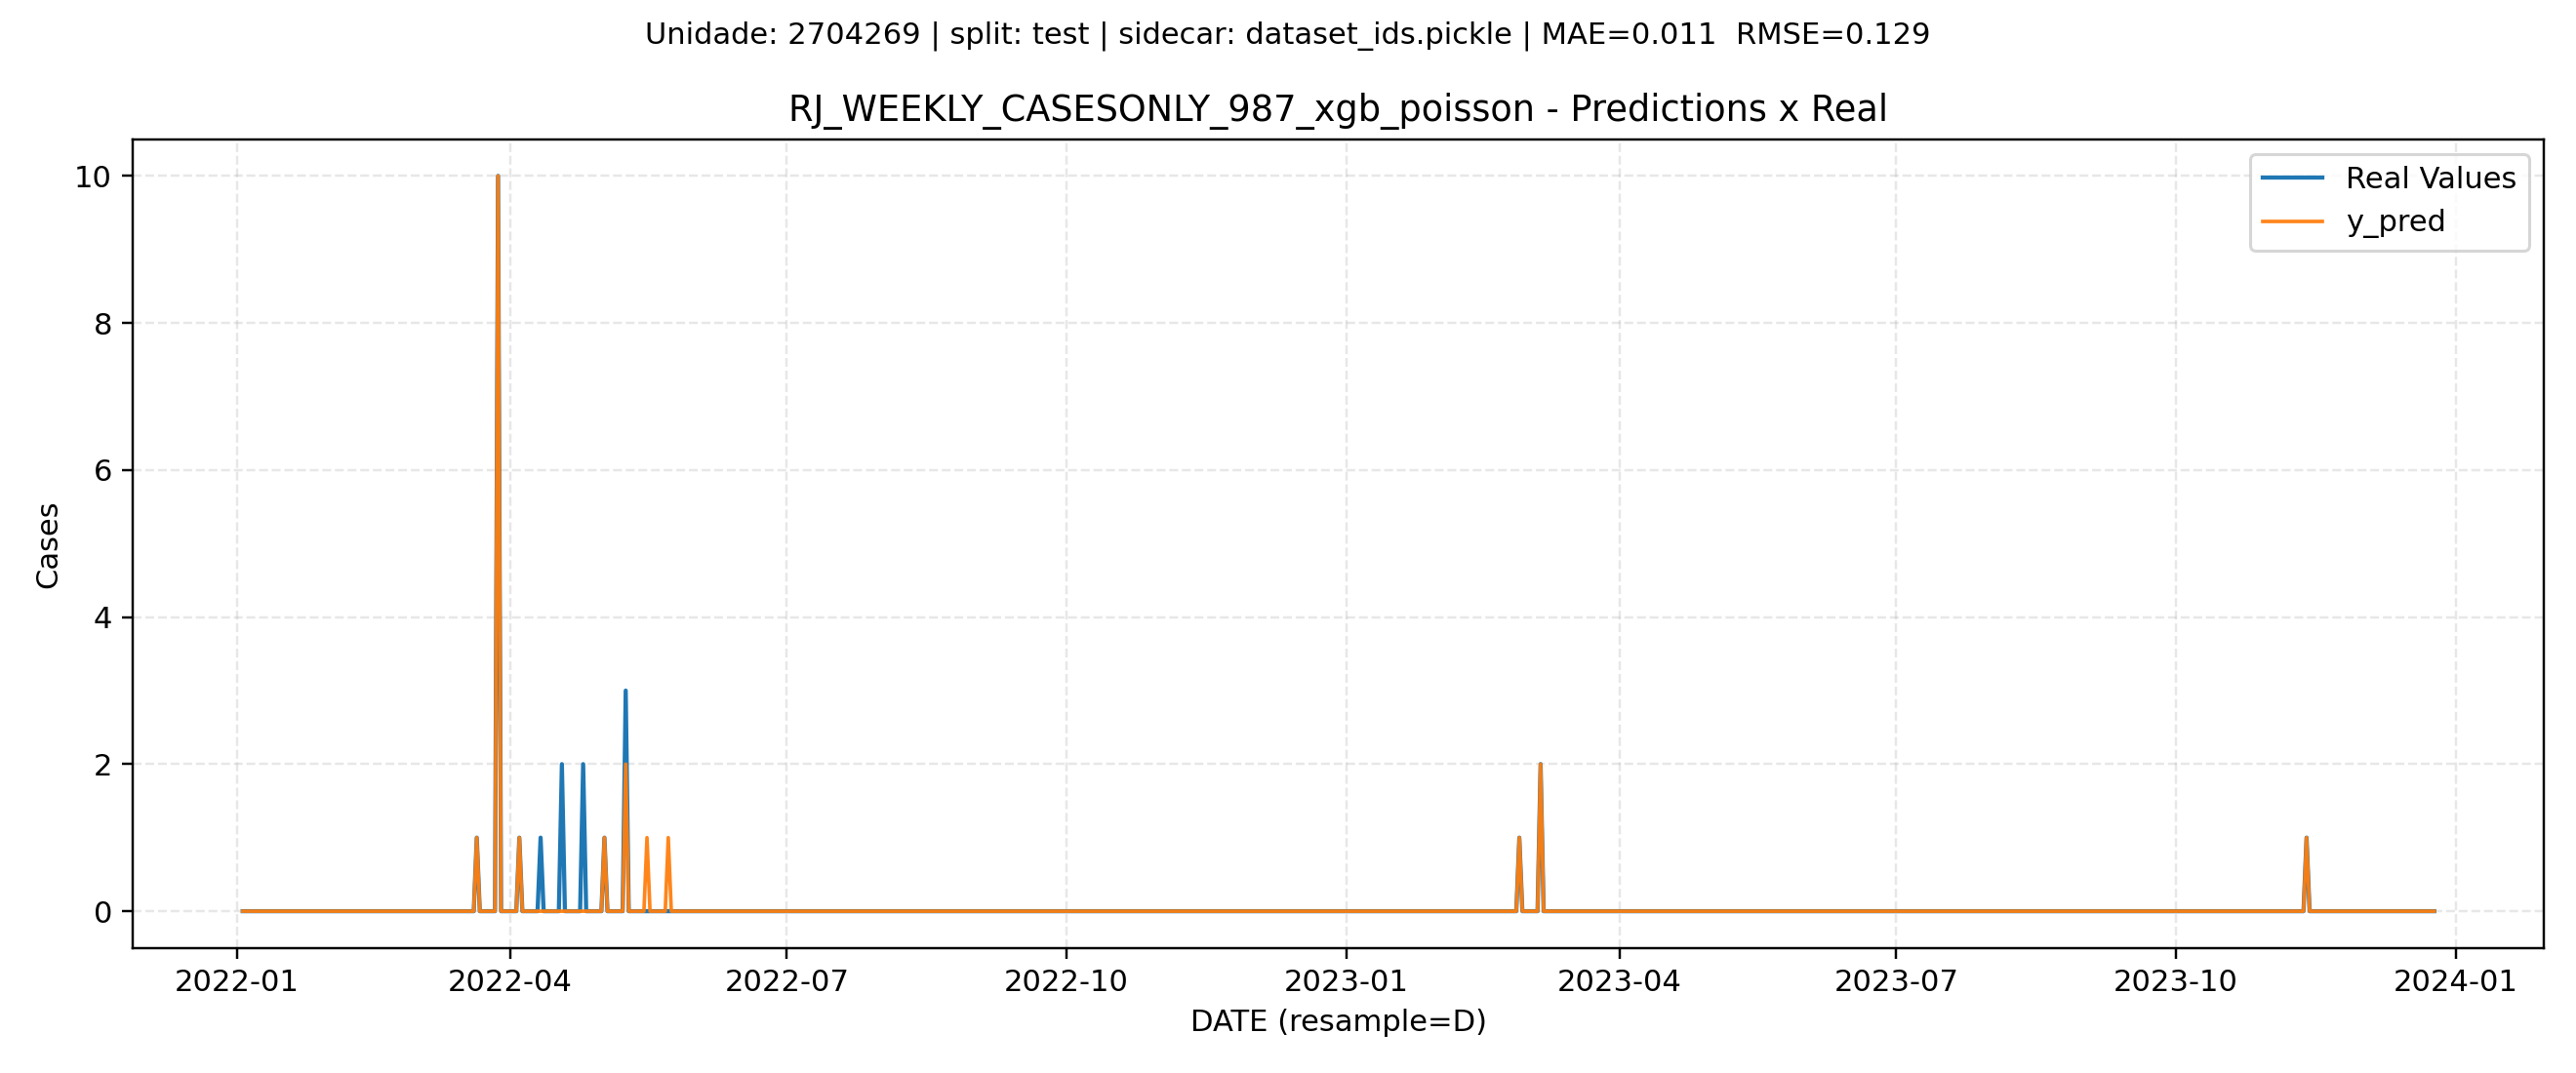 Unidade: 2704269 | split: test | sidecar: dataset_ids.pickle | MAE=0.011  RMSE=0.129
RJ_WEEKLY_CASESONLY_987_xgb_poisson - Predictions x Real
Real Values
y_pred
10
8
6
4
2
0
Cases
2022-01
2022-04
2022-07
2022-10
2023-01
2023-04
2023-07
2023-10
2024-01
DATE (resample=D)